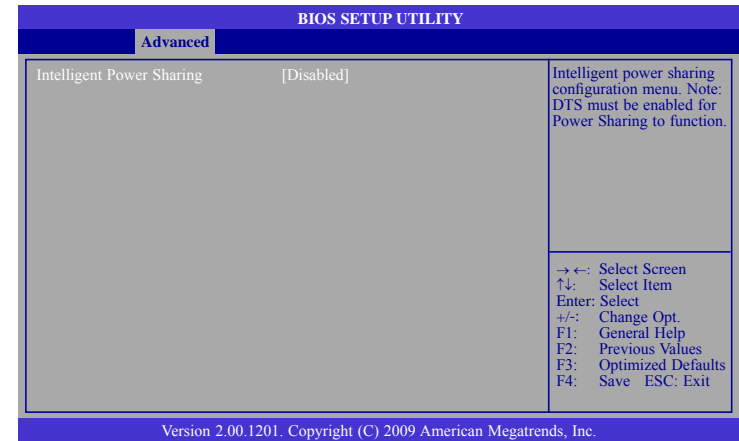 BIOS SETUP UTILITY
Advanced
Intelligent Power Sharing [Disabled]
Intelligent power sharing
configuration menu. Note:
DTS must be enabled for
Power Sharing to function.
→ ←: Select Screen
↑↓: Select Item
Enter: Select
+/-: Change Opt.
F1: General Help
F2: Previous Values
F3: Optimized Defaults
F4: Save ESC: Exit
Version 2.00.1201. Copyright (C) 2009 American Megatrends, Inc.